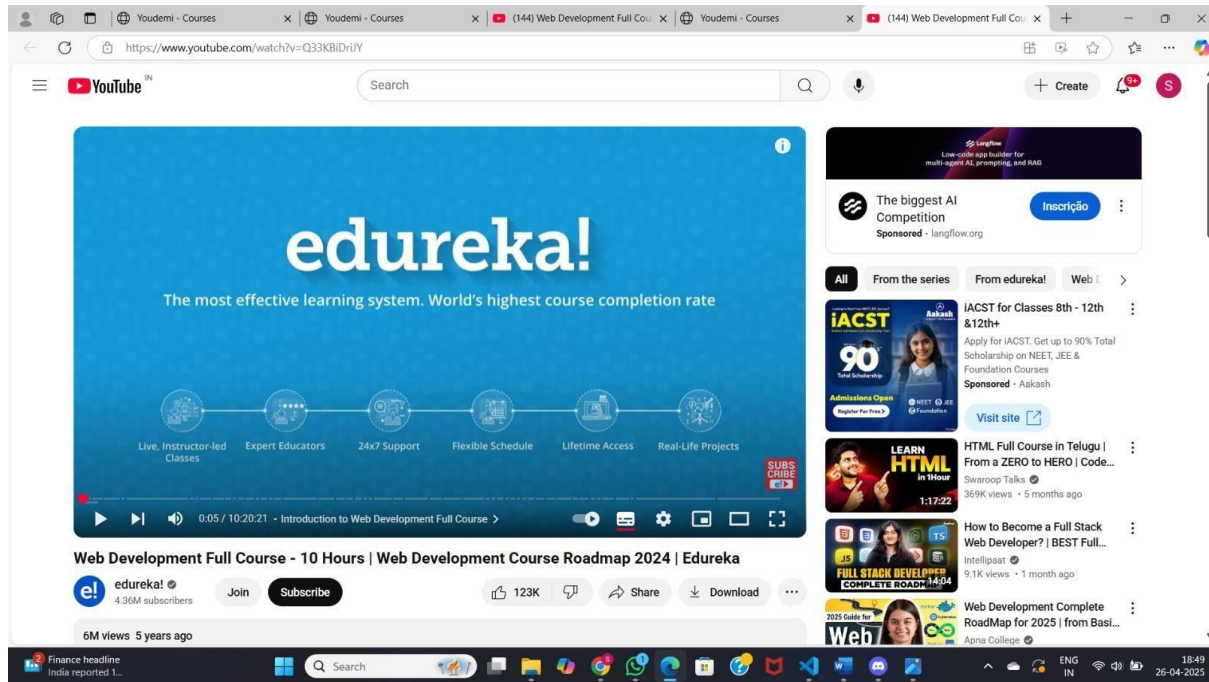 Youdemi - Courses
Youdemi - Courses
(144) Web Development Full Cou
Youdemi - Courses
(144) Web Development Full Cou
https://www.youtube.com/watch?v=Q33KBiDriJY
YouTube IN
Search
Create
9+
S
edureka!
The most effective learning system. World's highest course completion rate
Live, Instructor-led
Classes
Expert Educators
24x7 Support
Flexible Schedule
Lifetime Access
Real-Life Projects
SUBS
CRIBE
e!
0:05 / 10:20:21 • Introduction to Web Development Full Course >
Web Development Full Course - 10 Hours | Web Development Course Roadmap 2024 | Edureka
e!
edureka!
4.36M subscribers
Join
Subscribe
123K
Share
Download
6M views 5 years ago
Langflow
Low-code app builder for
multi-agent AI, prompting, and RAG
The biggest AI
Competition
Sponsored · langflow.org
Inscrição
All
From the series
From edureka!
Web
iACST
Aakash
90
Total Scholarship
Admissions Open
Register For Free >
NEET JEE
Foundation
iACST for Classes 8th - 12th
&12th+
Apply for iACST. Get up to 90% Total
Scholarship on NEET, JEE &
Foundation Courses
Sponsored · Aakash
Visit site
LEARN
HTML
in 1Hour
1:17:22
HTML Full Course in Telugu |
From a ZERO to HERO | Code...
Swaroop Talks
369K views • 5 months ago
JS
TS
FULL STACK DEVELOPER
COMPLETE ROADM
14:04
How to Become a Full Stack
Web Developer? | BEST Full...
Intellipaat
9.1K views • 1 month ago
2025 Guide for
Web
Web Development Complete
RoadMap for 2025 | from Basi...
Apna College
2
Finance headline
India reported 1...
Search
ENG
IN
18:49
26-04-2025